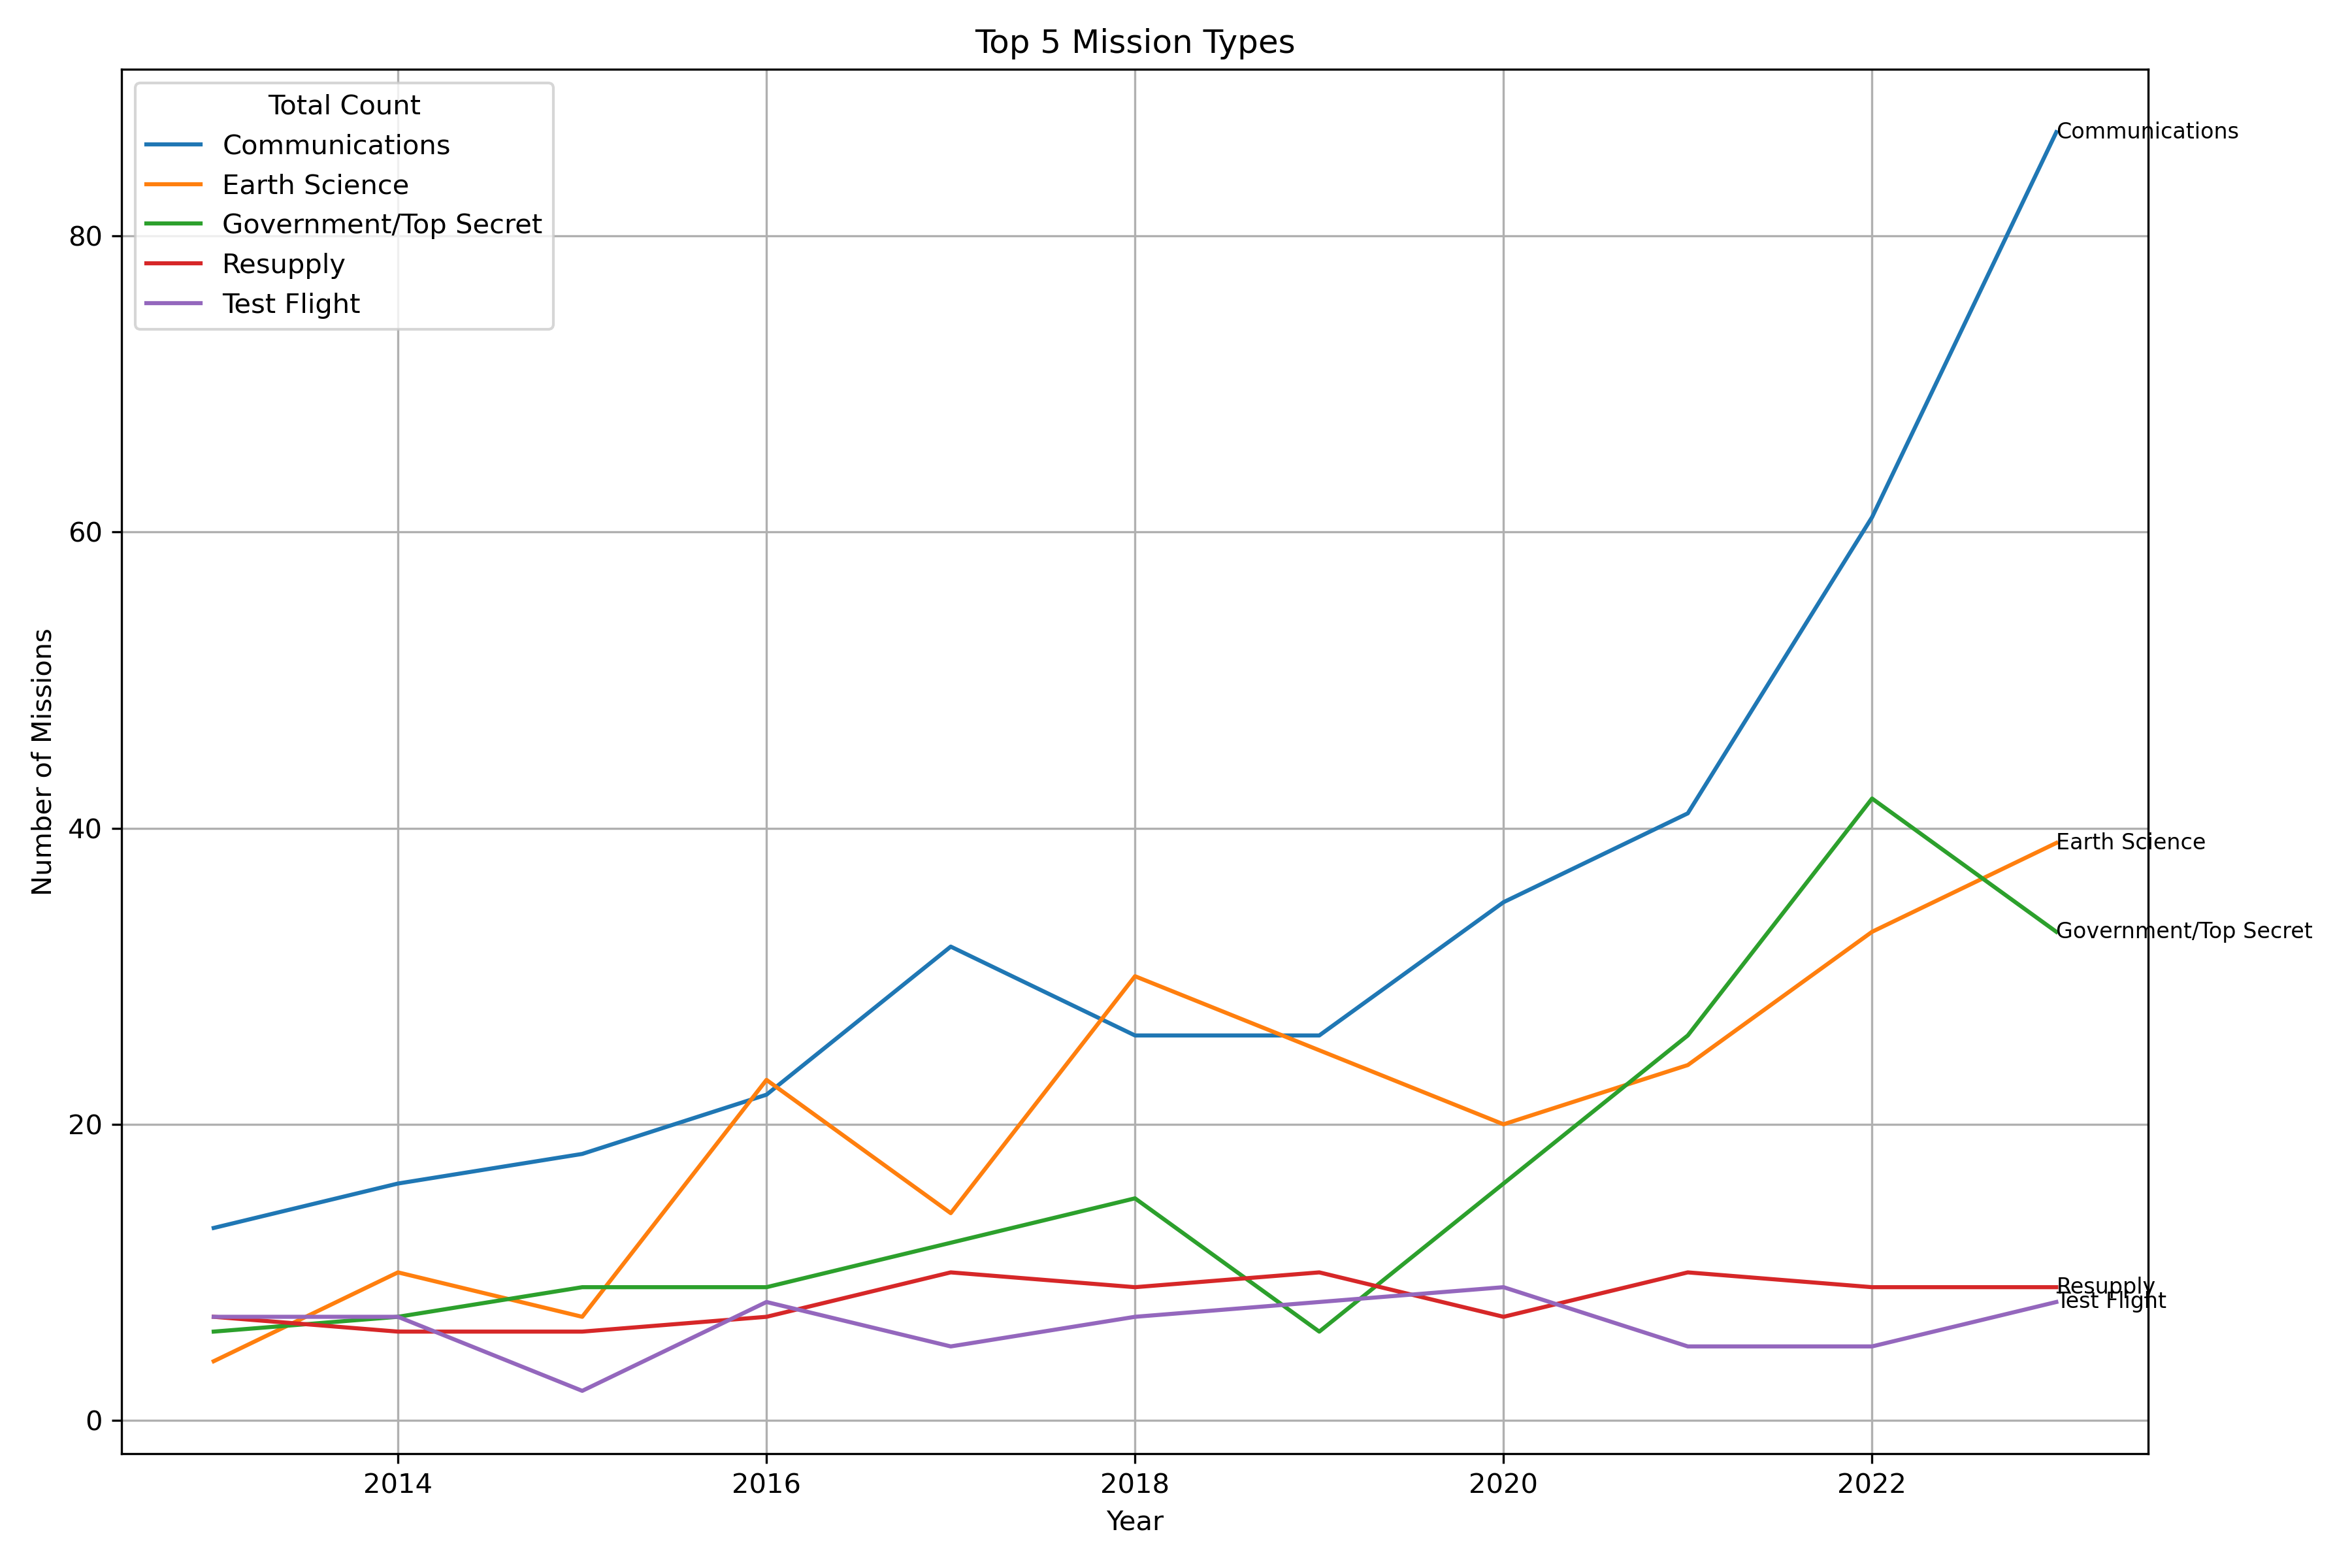 Top 5 Mission Types
Total Count
Communications
Earth Science
Government/Top Secret
Resupply
Test Flight
Communications
Earth Science
Government/Top Secret
Resupply
Test Flight
80
60
40
20
0
Number of Missions
2014 2016 2018 2020 2022
Year